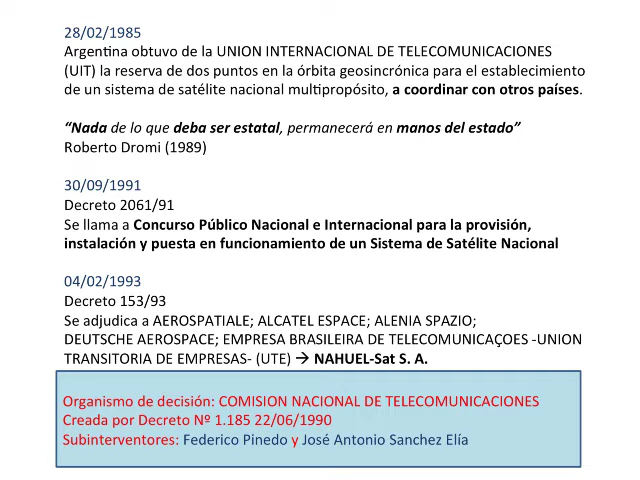 28/02/1985
Argentina obtuvo de la UNION INTERNACIONAL DE TELECOMUNICACIONES
(UIT) la reserva de dos puntos en la órbita geosincrónica para el establecimiento
de un sistema de satélite nacional multipropósito, a coordinar con otros países.
“Nada de lo que deba ser estatal, permanecerá en manos del estado”
Roberto Dromi (1989)
30/09/1991
Decreto 2061/91
Se llama a Concurso Público Nacional e Internacional para la provisión,
instalación y puesta en funcionamiento de un Sistema de Satélite Nacional
04/02/1993
Decreto 153/93
Se adjudica a AEROSPATIALE; ALCATEL ESPACE; ALENIA SPAZIO;
DEUTSCHE AEROSPACE; EMPRESA BRASILEIRA DE TELECOMUNICAÇOES -UNION
TRANSITORIA DE EMPRESAS- (UTE) → NAHUEL-Sat S. A.
Organismo de decisión: COMISION NACIONAL DE TELECOMUNICACIONES
Creada por Decreto Nº 1.185 22/06/1990
Subinterventores: Federico Pinedo y José Antonio Sanchez Elía